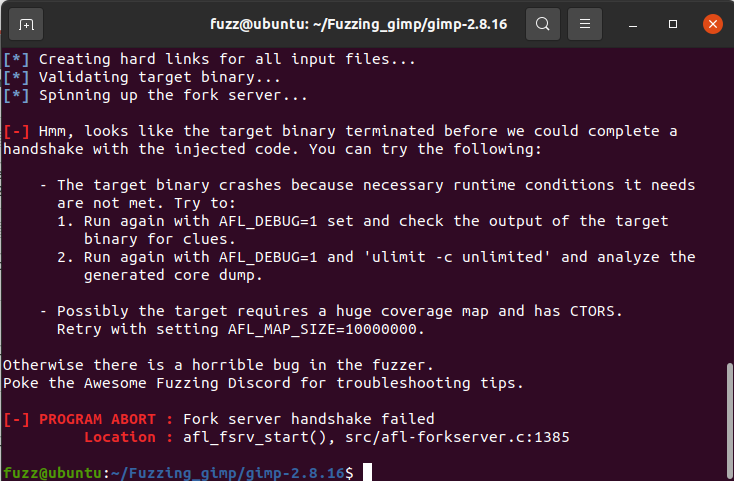 fuzz@ubuntu: ~/Fuzzing_gimp/gimp-2.8.16
[*] Creating hard links for all input files...
[*] Validating target binary...
[*] Spinning up the fork server...
[-] Hmm, looks like the target binary terminated before we could complete a
handshake with the injected code. You can try the following:
- The target binary crashes because necessary runtime conditions it needs
are not met. Try to:
1. Run again with AFL_DEBUG=1 set and check the output of the target
binary for clues.
2. Run again with AFL_DEBUG=1 and 'ulimit -c unlimited' and analyze the
generated core dump.
- Possibly the target requires a huge coverage map and has CTORS.
Retry with setting AFL_MAP_SIZE=10000000.
Otherwise there is a horrible bug in the fuzzer.
Poke the Awesome Fuzzing Discord for troubleshooting tips.
[-] PROGRAM ABORT : Fork server handshake failed
Location : afl_fsrv_start(), src/afl-forkserver.c:1385
fuzz@ubuntu:~/Fuzzing_gimp/gimp-2.8.16$